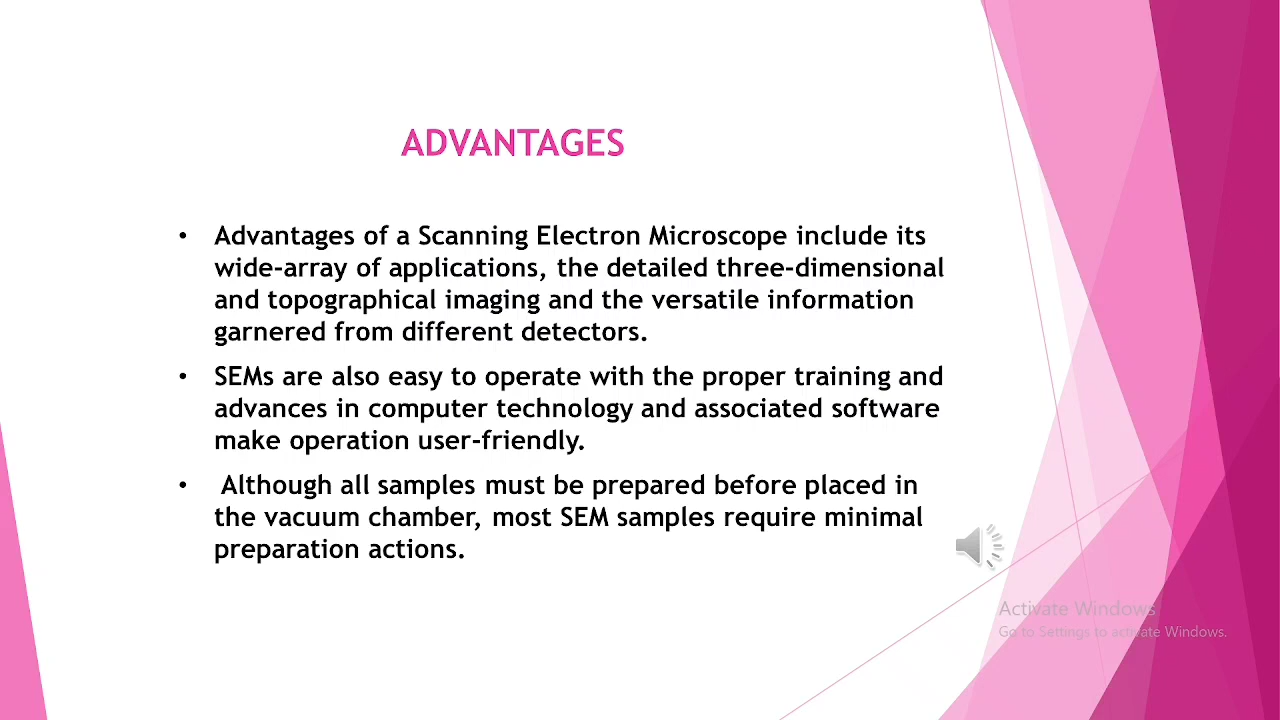 ADVANTAGES
• Advantages of a Scanning Electron Microscope include its
wide-array of applications, the detailed three-dimensional
and topographical imaging and the versatile information
garnered from different detectors.
• SEMs are also easy to operate with the proper training and
advances in computer technology and associated software
make operation user-friendly.
• Although all samples must be prepared before placed in
the vacuum chamber, most SEM samples require minimal
preparation actions.
Activate Windows
Go to Settings to activate Windows.